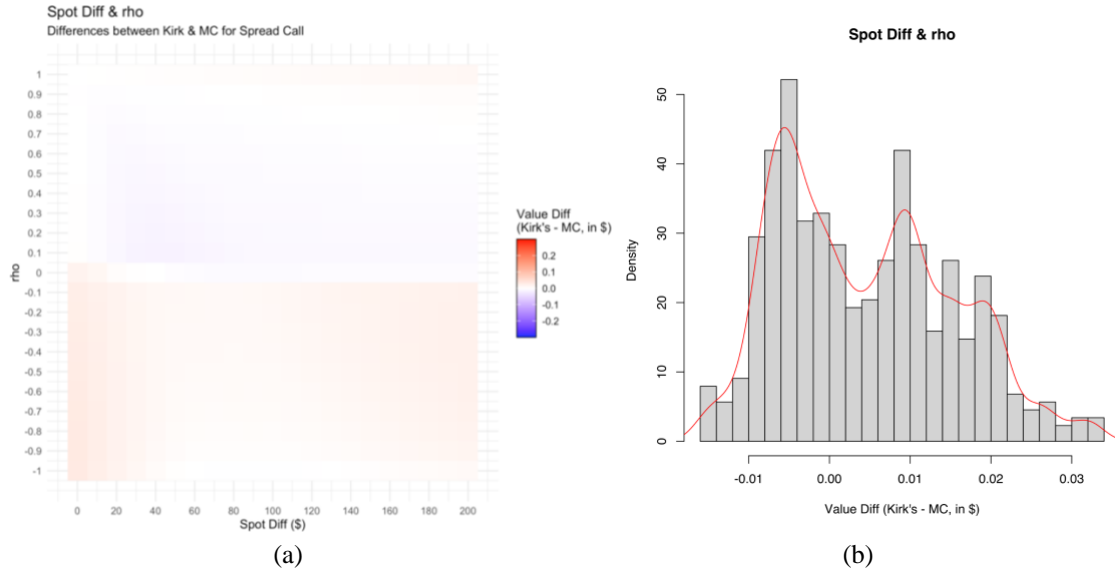 Spot Diff & rho
Differences between Kirk & MC for Spread Call
1
0.9
0.8
0.7
0.6
0.5
0.4
0.3
0.2
0.1
0
-0.1
-0.2
-0.3
-0.4
-0.5
-0.6
-0.7
-0.8
-0.9
-1
rho
0 20 40 60 80 100 120 140 160 180 200
Spot Diff ($)
Value Diff
(Kirk's - MC, in $)
0.2
0.1
0.0
-0.1
-0.2
(a)
Spot Diff & rho
50
40
30
20
10
0
Density
-0.01 0.00 0.01 0.02 0.03
Value Diff (Kirk's - MC, in $)
(b)